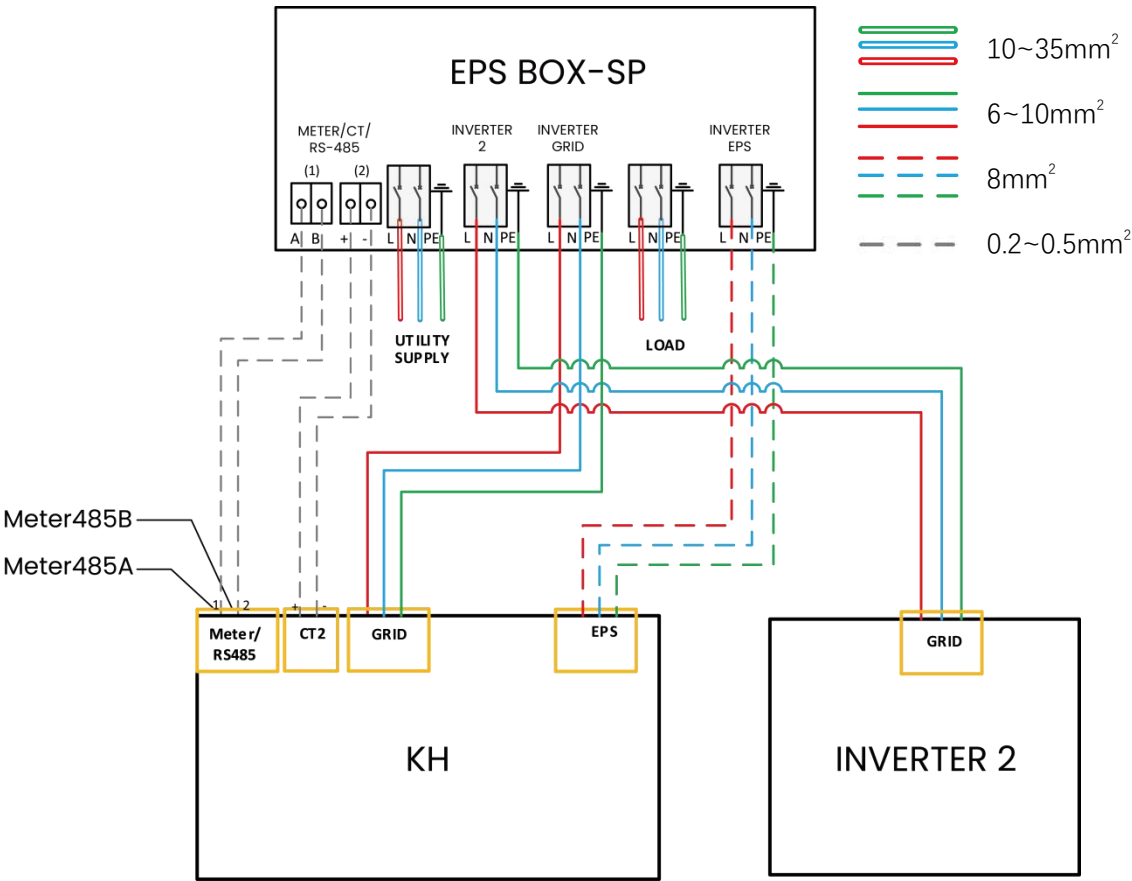 EPS BOX-SP
METER/CT/
RS-485
(1)
(2)
INVERTER
2
INVERTER
GRID
INVERTER
EPS
A B + -
L N PE
L N PE
L N PE
L N PE
L N PE
UTILITY
SUPPLY
LOAD
10~35mm²
6~10mm²
8mm²
0.2~0.5mm²
Meter485B
Meter485A
1 2
+ -
Meter/
RS485
CT2
GRID
EPS
GRID
KH
INVERTER 2